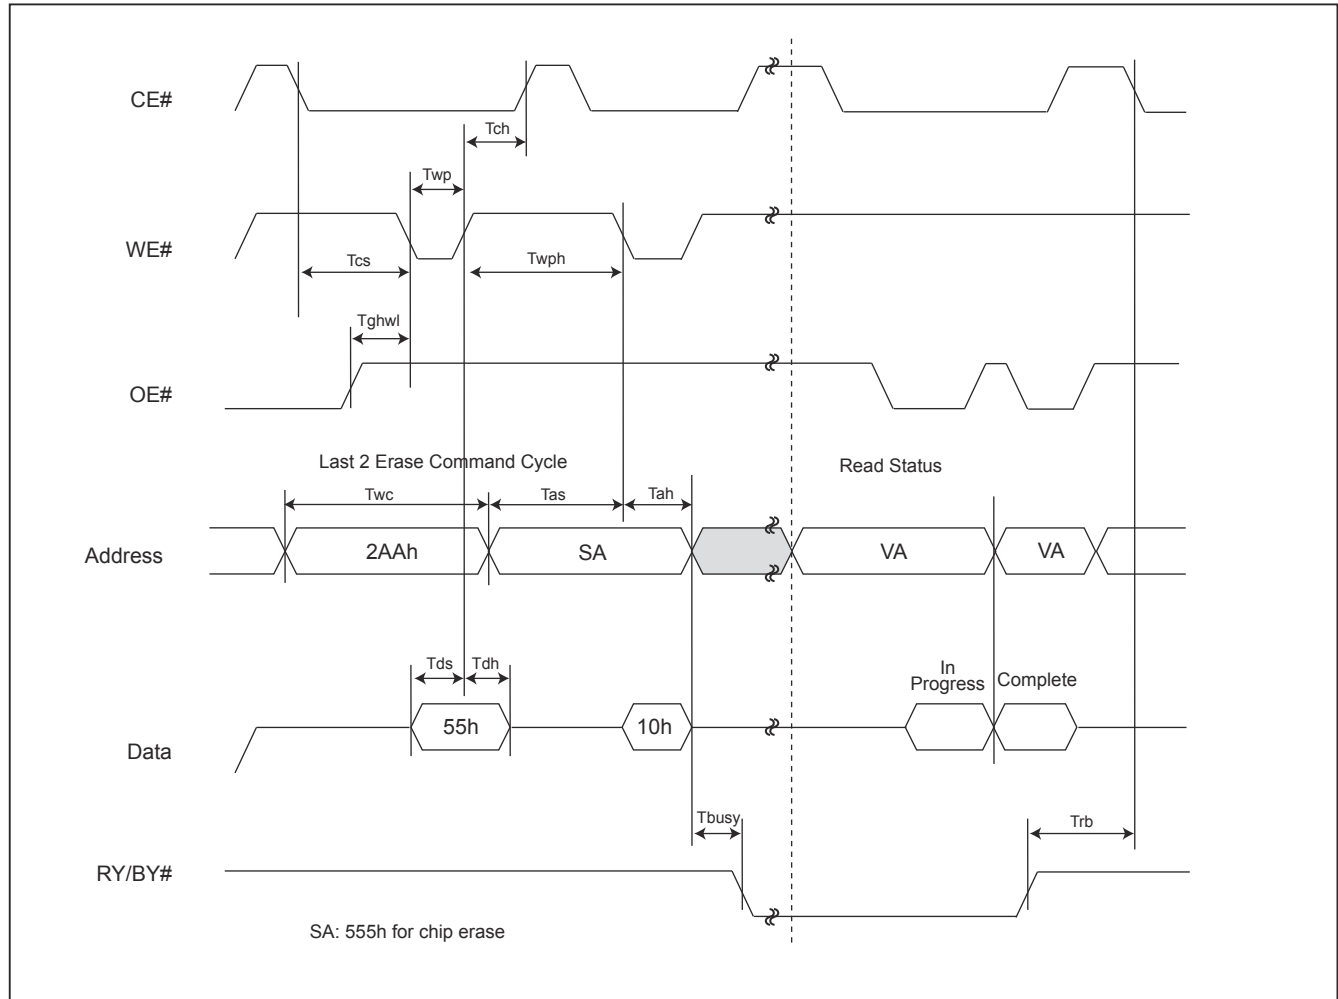 CE#
Tch
Twp
WE#
Tcs
Twph
Tghwl
OE#
Last 2 Erase Command Cycle
Read Status
Twc
Tas
Tah
Address
2AAh
SA
VA
VA
Tds
Tdh
In
Progress
Complete
55h
10h
Data
Tbusy
Trb
RY/BY#
SA: 555h for chip erase